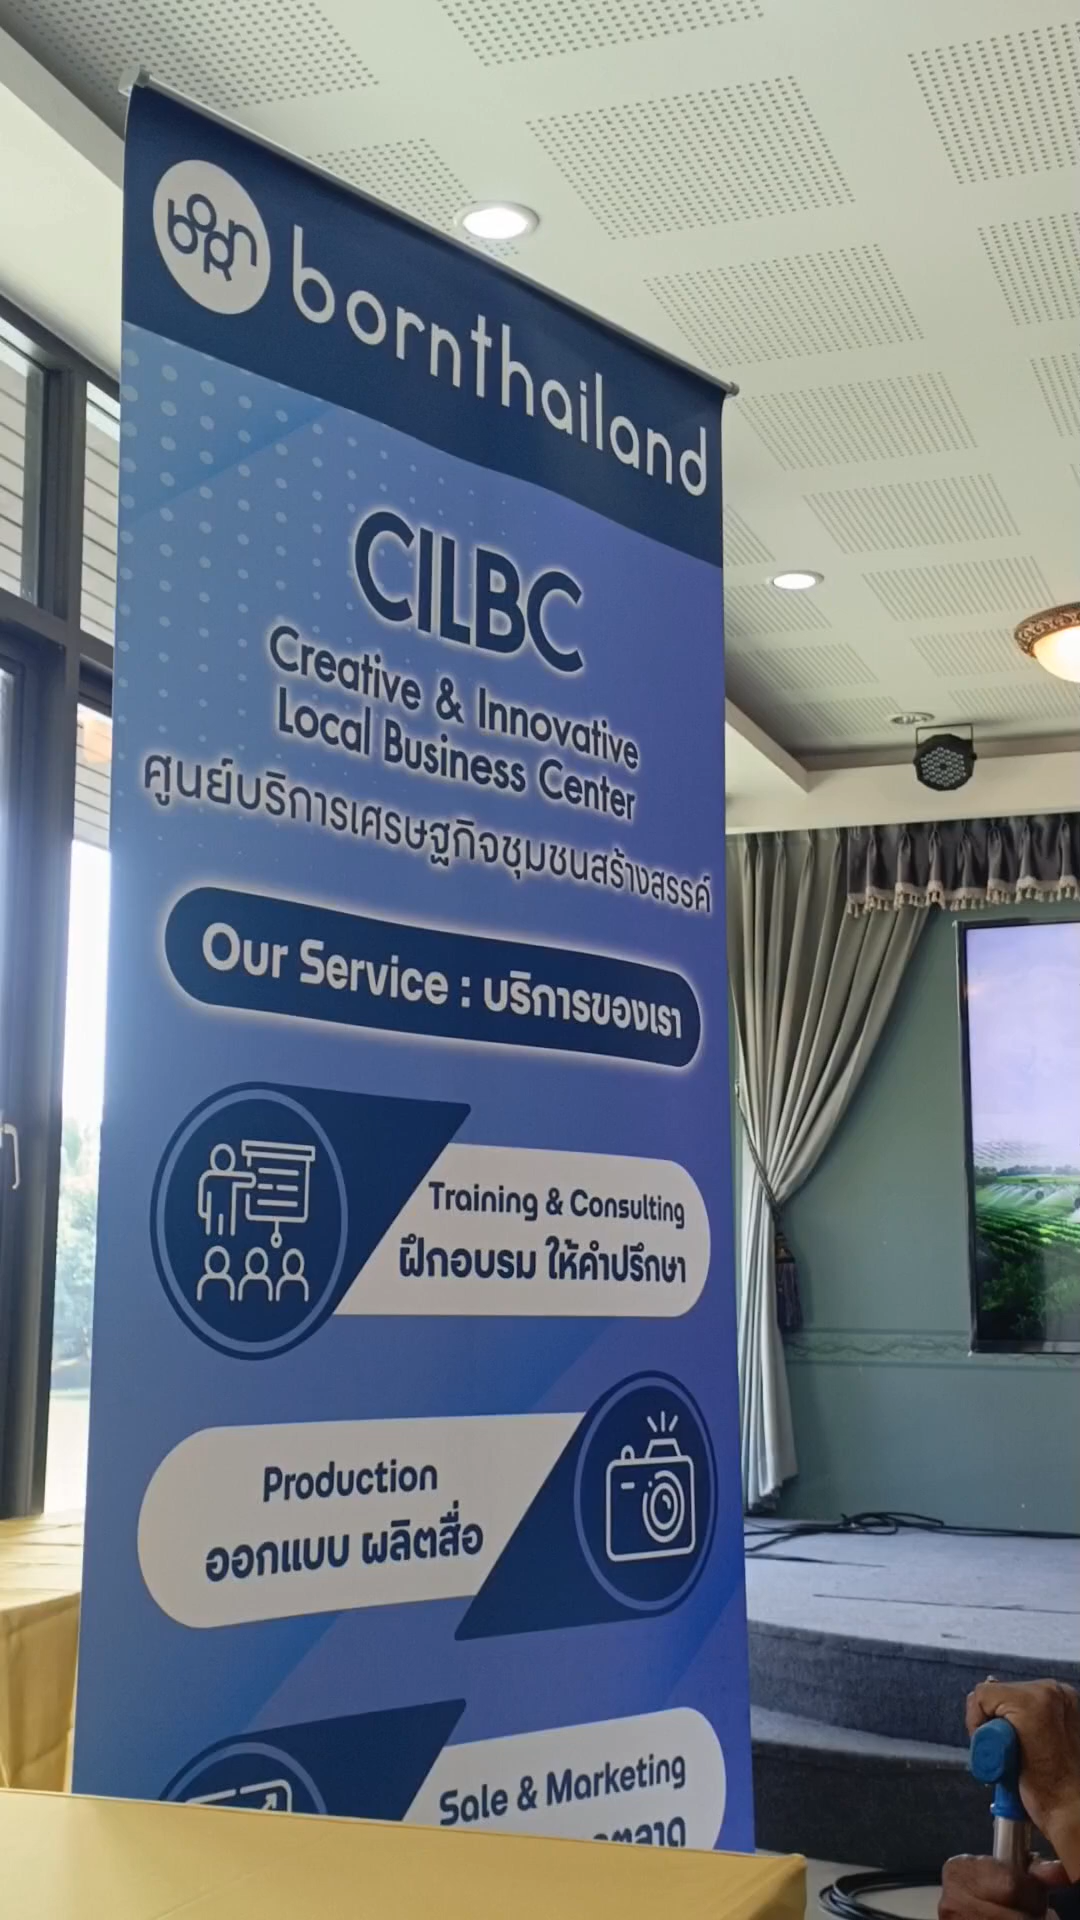 born
bornthailand
CILBC
Creative & Innovative
Local Business Center
ศูนย์บริการเศรษฐกิจชุมชนสร้างสรรค์
Our Service : บริการของเรา
Training & Consulting
ฝึกอบรม ให้คำปรึกษา
Production
ออกแบบ ผลิตสื่อ
Sale & Marketing